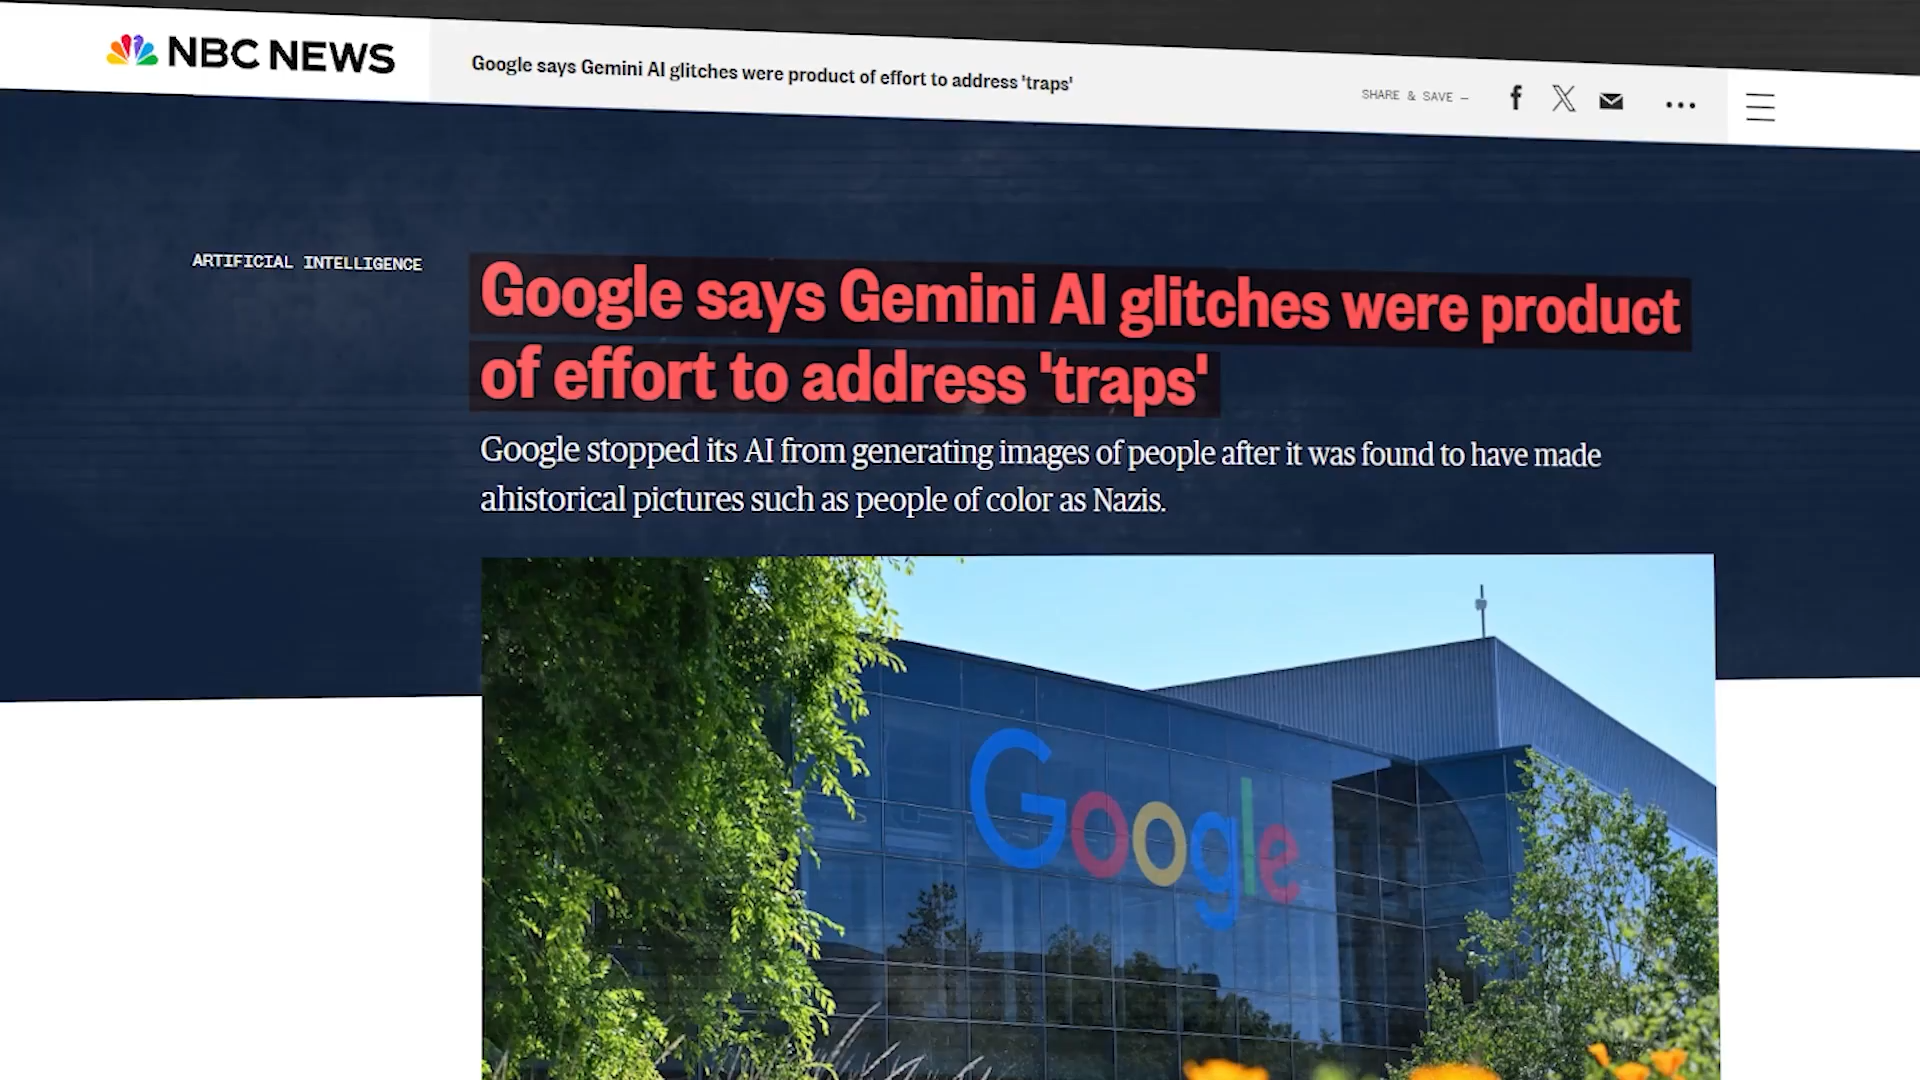 NBC NEWS
Google says Gemini AI glitches were product of effort to address 'traps'
SHARE & SAVE —
ARTIFICIAL INTELLIGENCE
Google says Gemini AI glitches were product
of effort to address 'traps'
Google stopped its AI from generating images of people after it was found to have made
ahistorical pictures such as people of color as Nazis.
Google